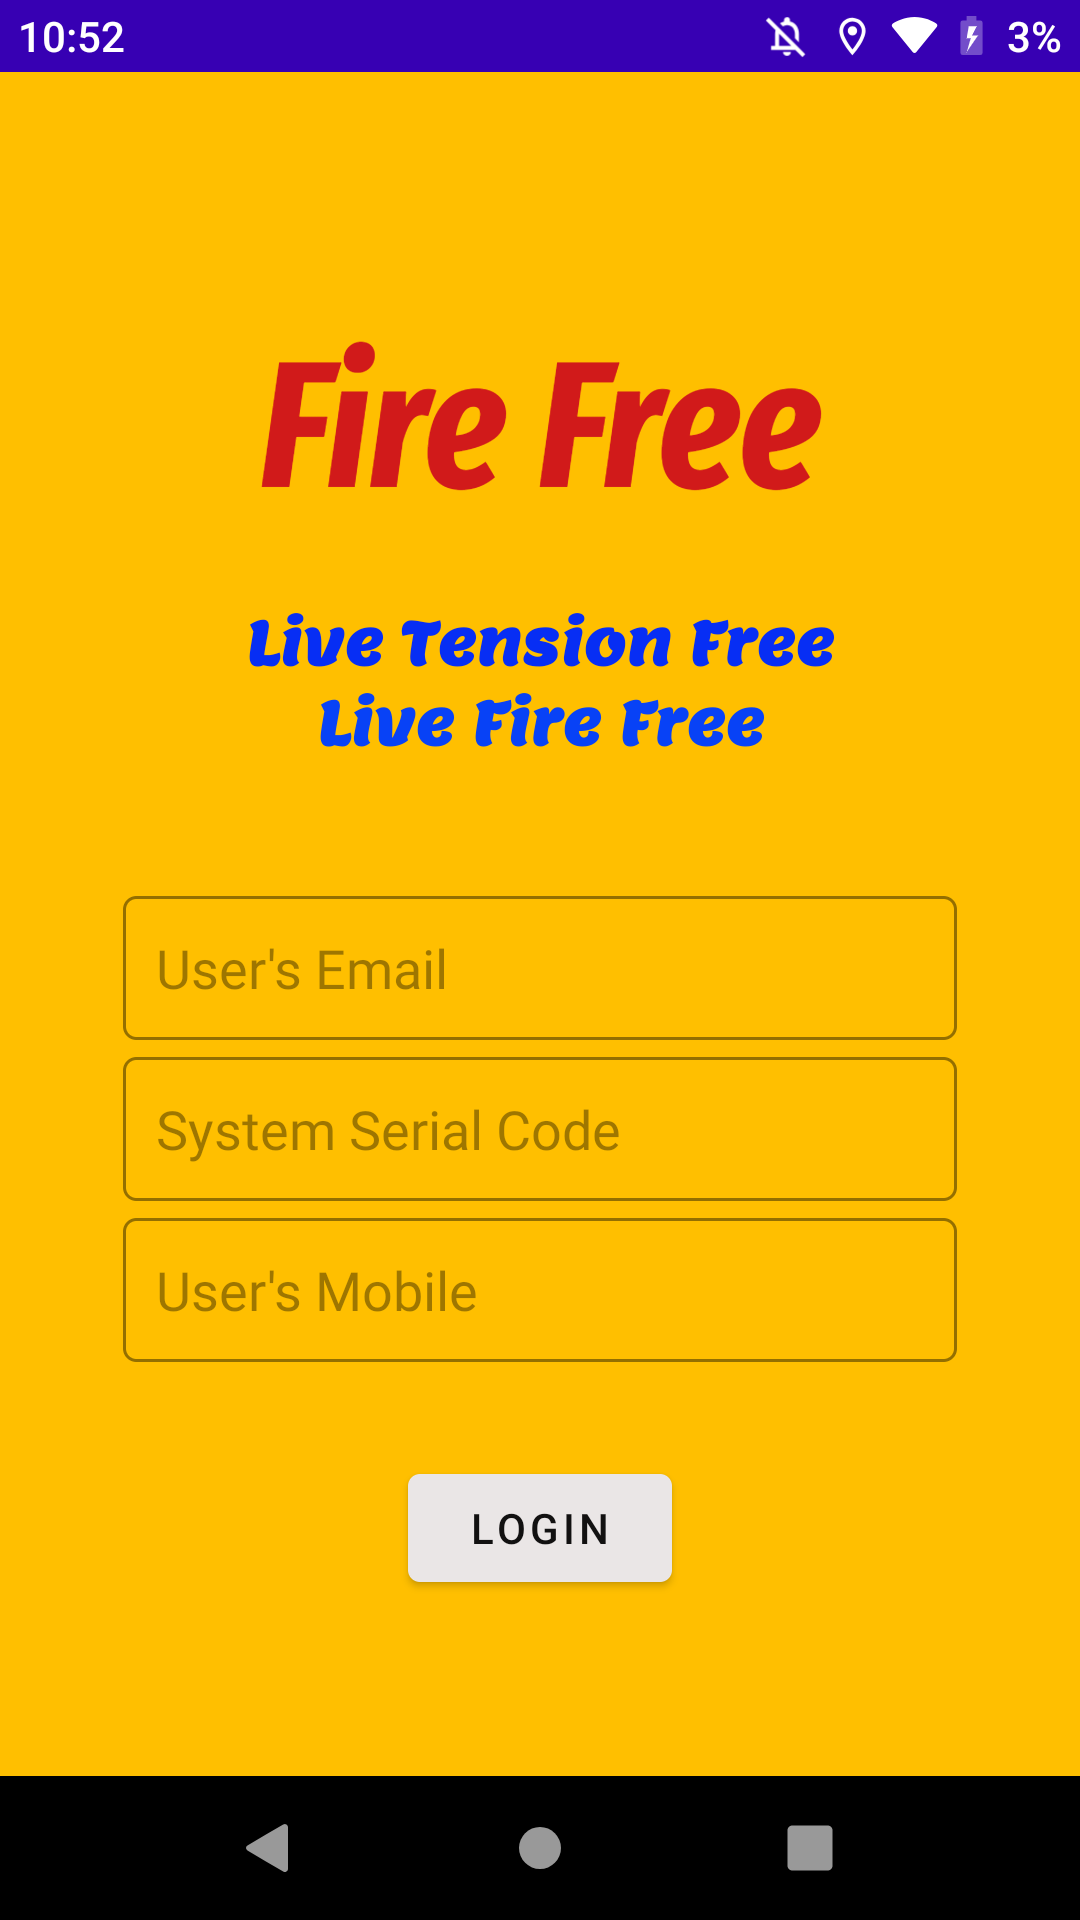 10:52
3%
Fire Free
Live Tension Free
Live Fire Free
User's Email
System Serial Code
User's Mobile
LOGIN